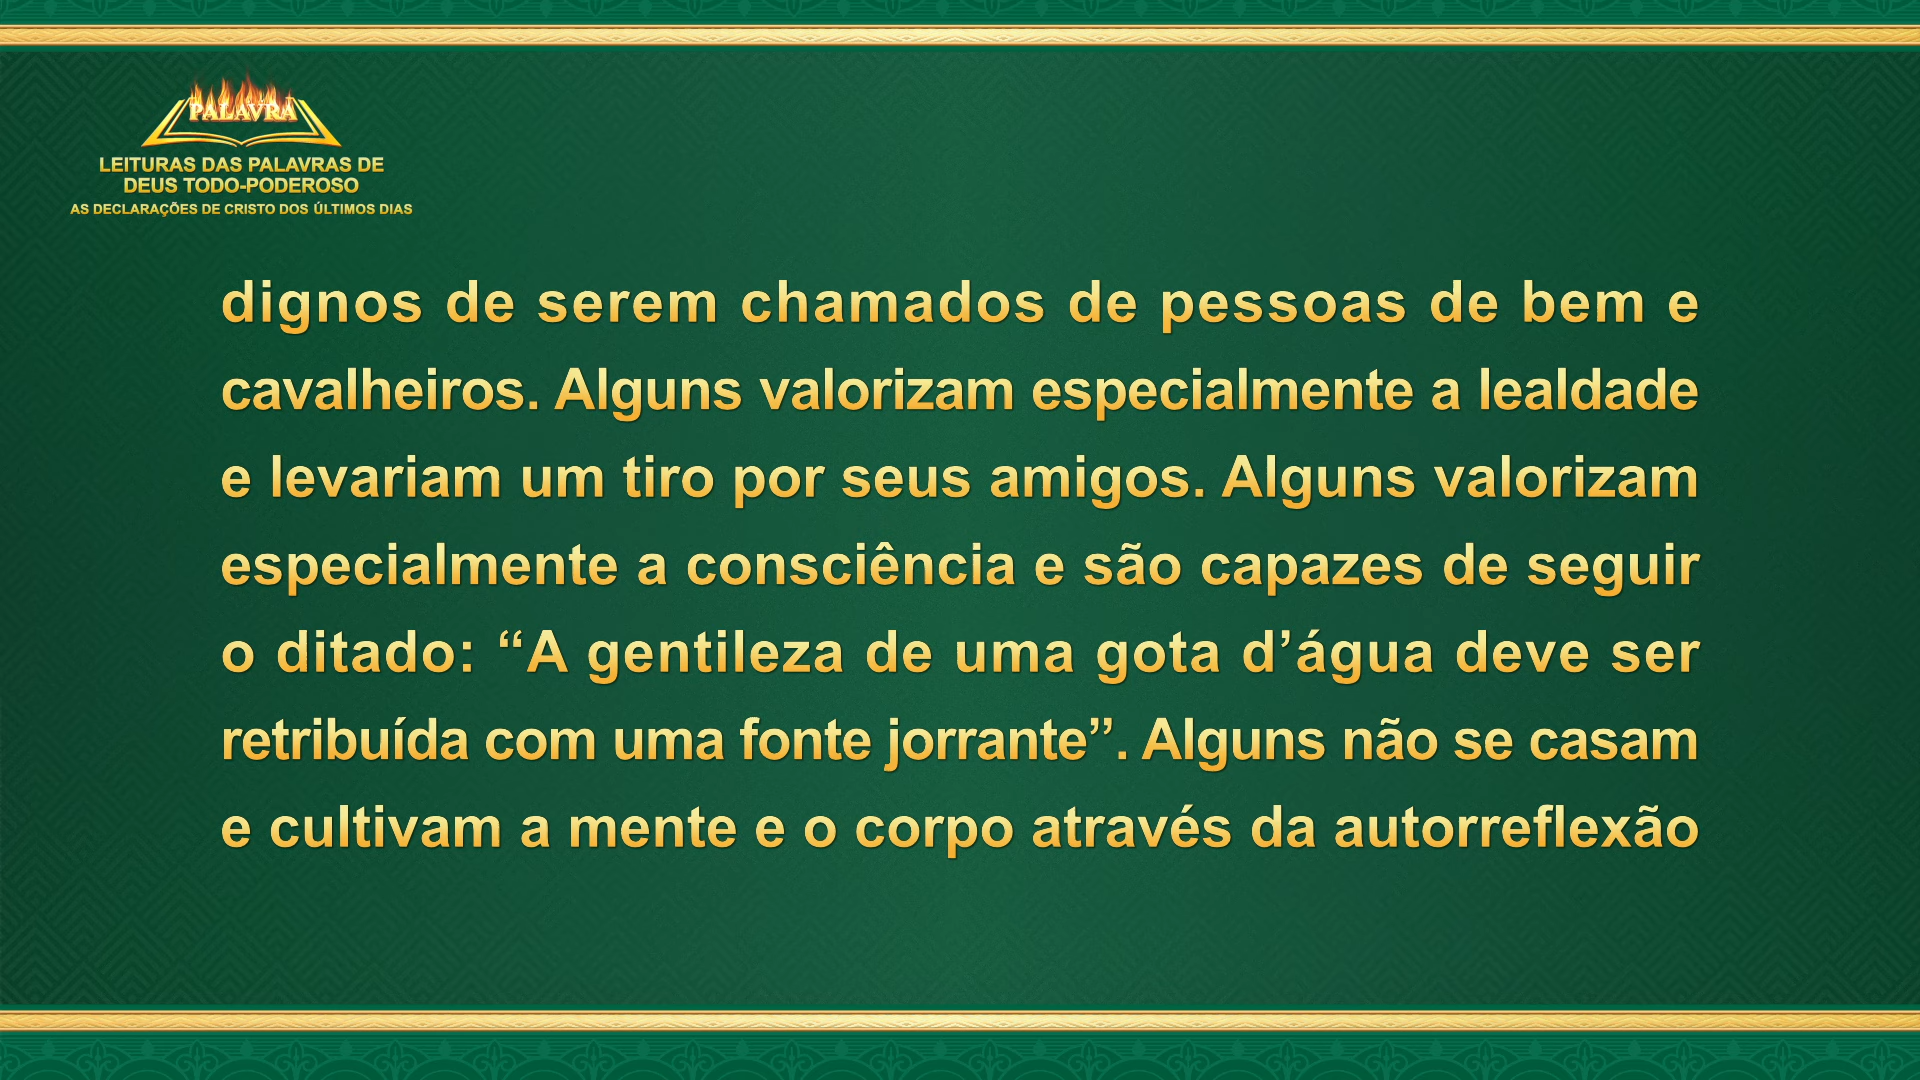 PALAVRA
LEITURAS DAS PALAVRAS DE
DEUS TODO-PODEROSO
AS DECLARAÇÕES DE CRISTO DOS ÚLTIMOS DIAS
dignos de serem chamados de pessoas de bem e
cavalheiros. Alguns valorizam especialmente a lealdade
e levariam um tiro por seus amigos. Alguns valorizam
especialmente a consciência e são capazes de seguir
o ditado: “A gentileza de uma gota d’água deve ser
retribuída com uma fonte jorrante”. Alguns não se casam
e cultivam a mente e o corpo através da autorreflexão